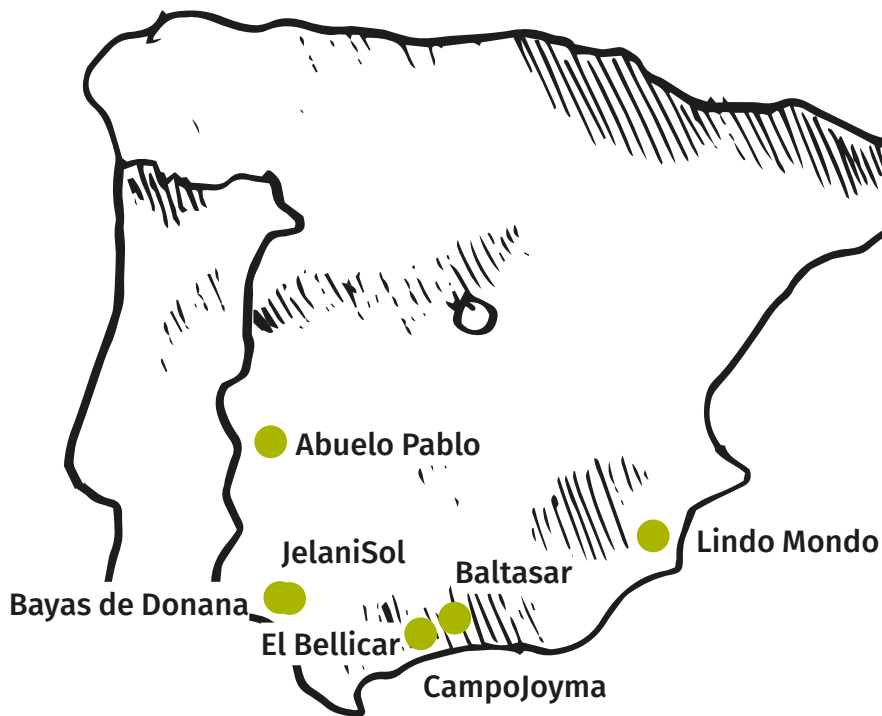 Abuelo Pablo
Lindo Mondo
JelaniSol
Baltasar
Bayas de Donana
El Bellicar
CampoJoyma